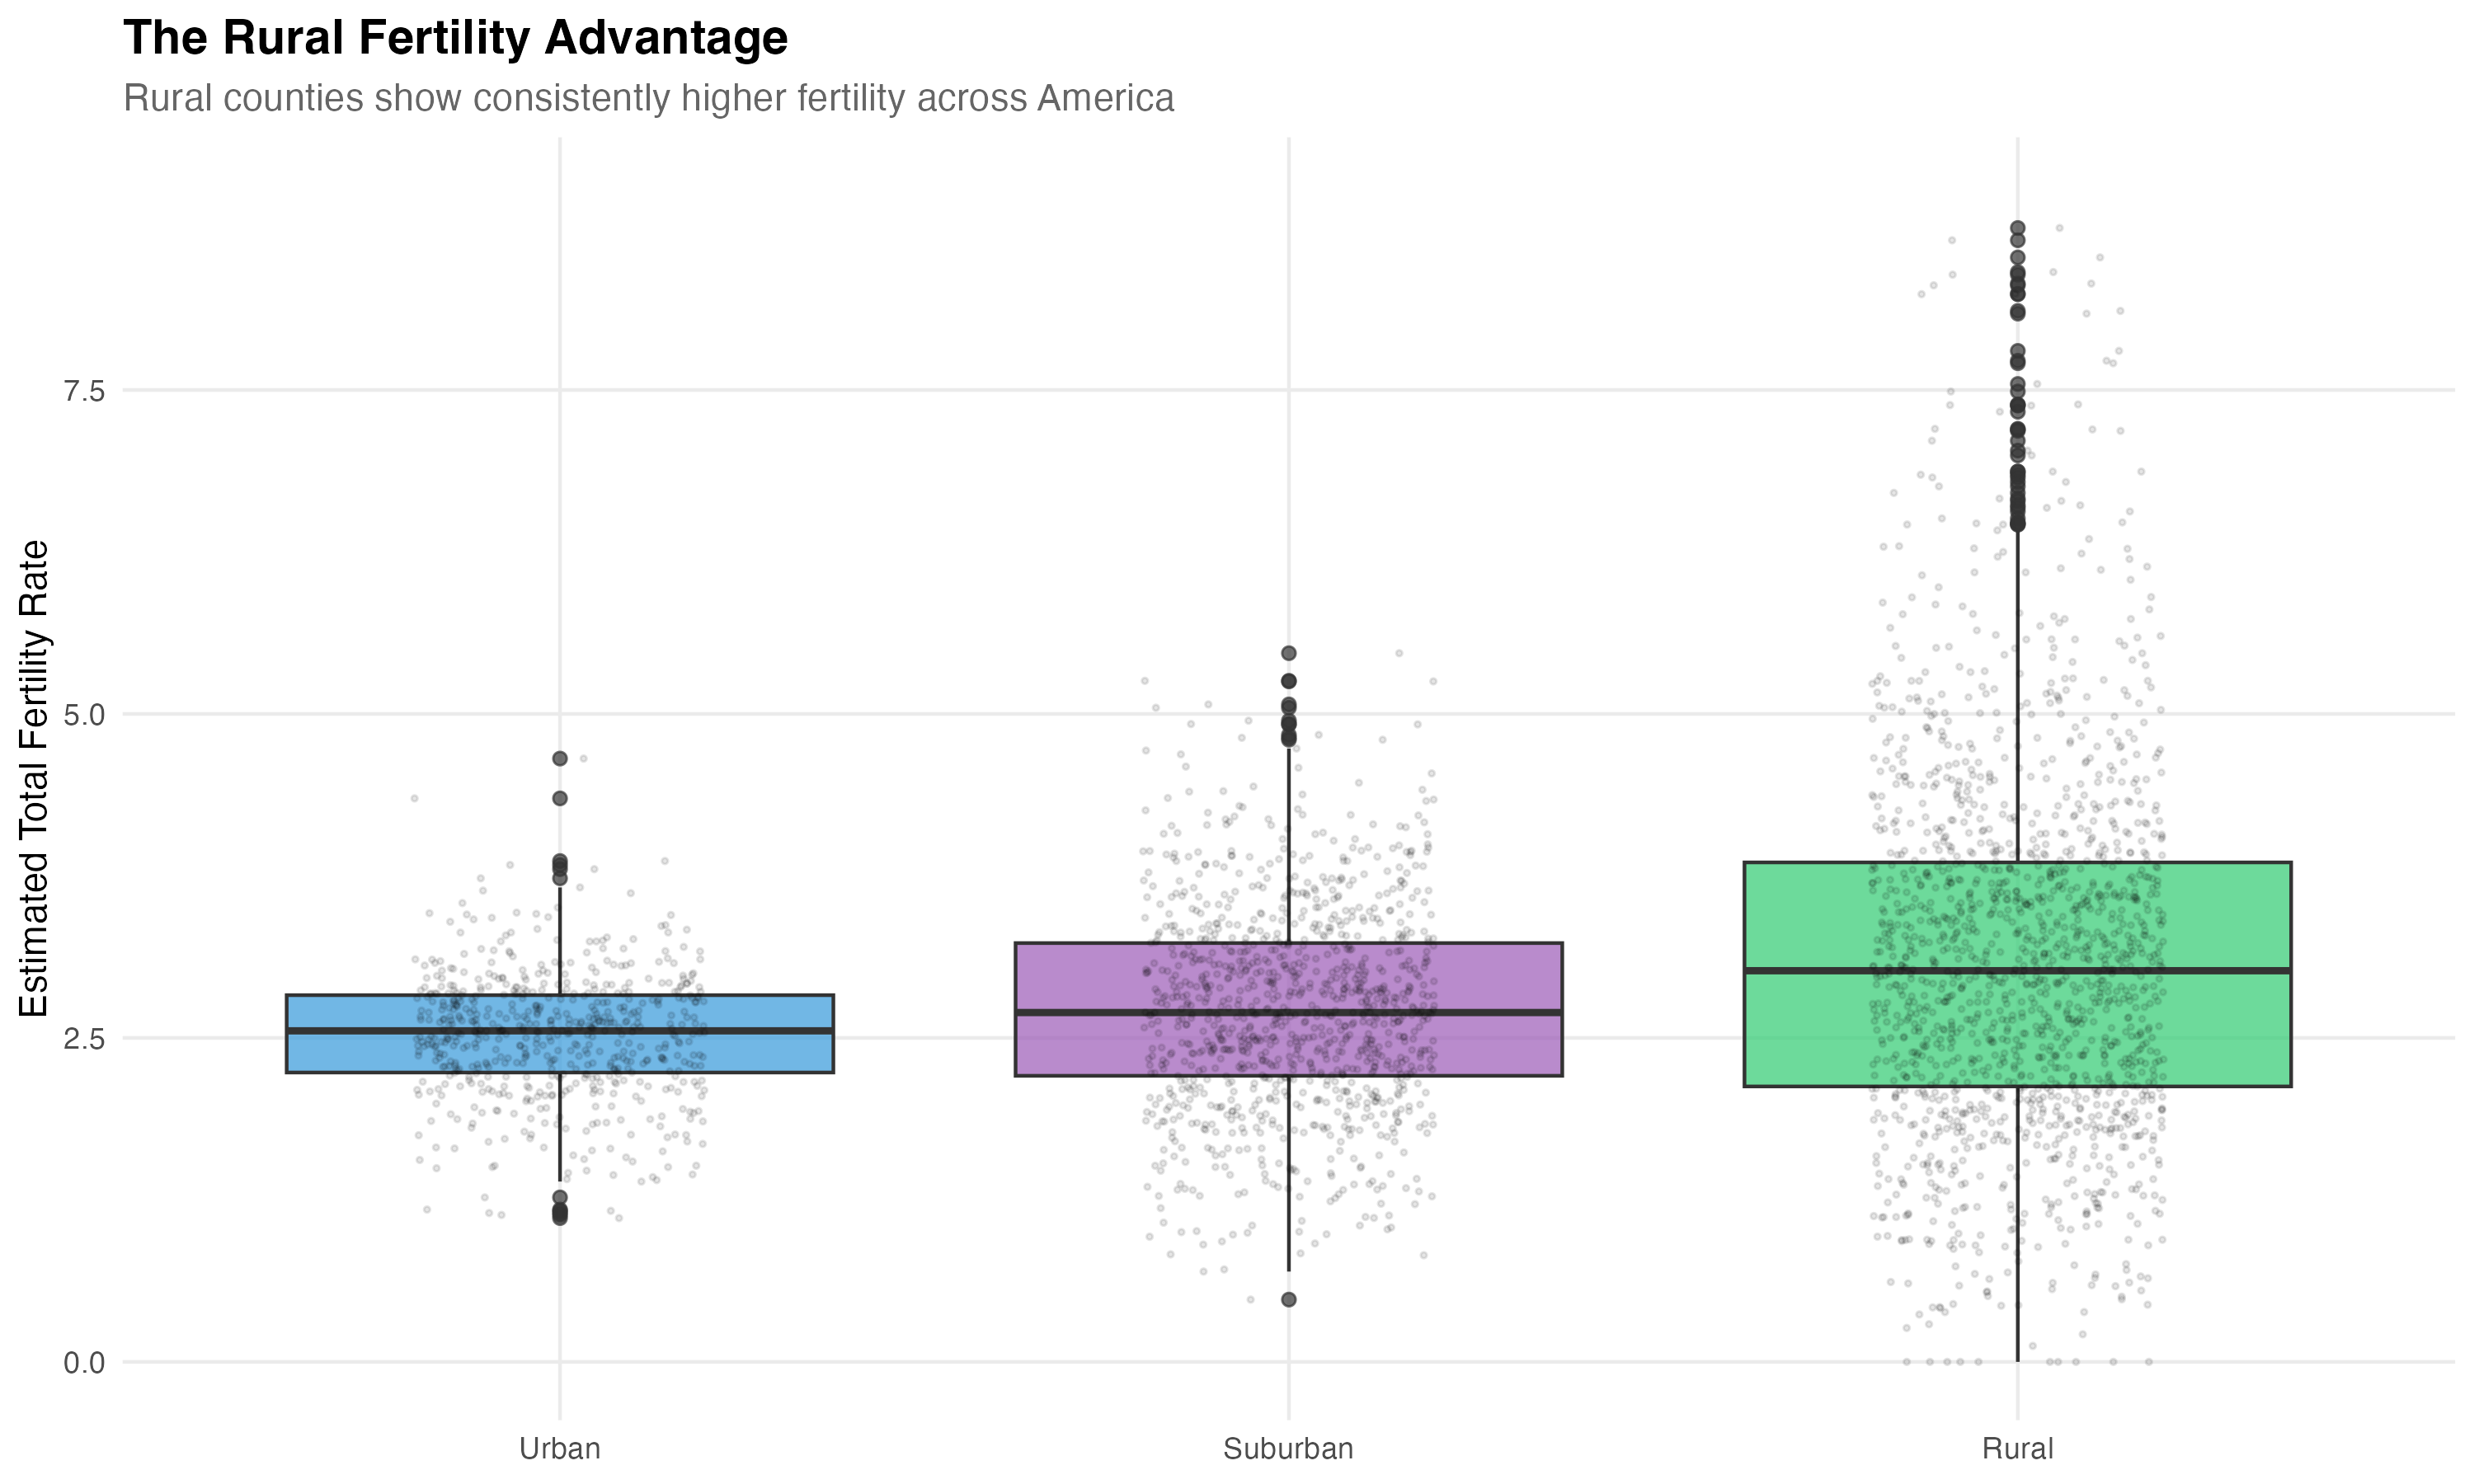 The Rural Fertility Advantage
Rural counties show consistently higher fertility across America
Estimated Total Fertility Rate
7.5
5.0
2.5
0.0
Urban
Suburban
Rural